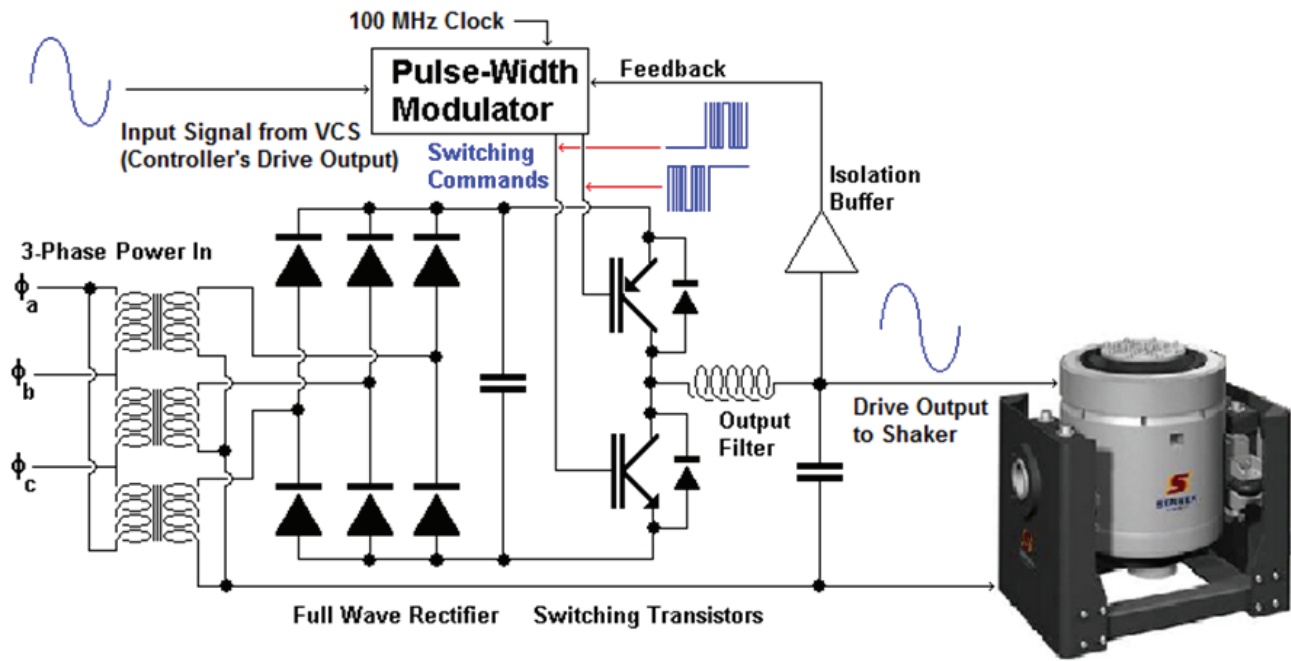 100 MHz Clock
Pulse-Width
Modulator
Feedback
Input Signal from VCS
(Controller's Drive Output)
Switching
Commands
Isolation
Buffer
3-Phase Power In
ϕa
ϕb
ϕc
Output
Filter
Drive Output
to Shaker
S
SENTEK
Full Wave Rectifier
Switching Transistors